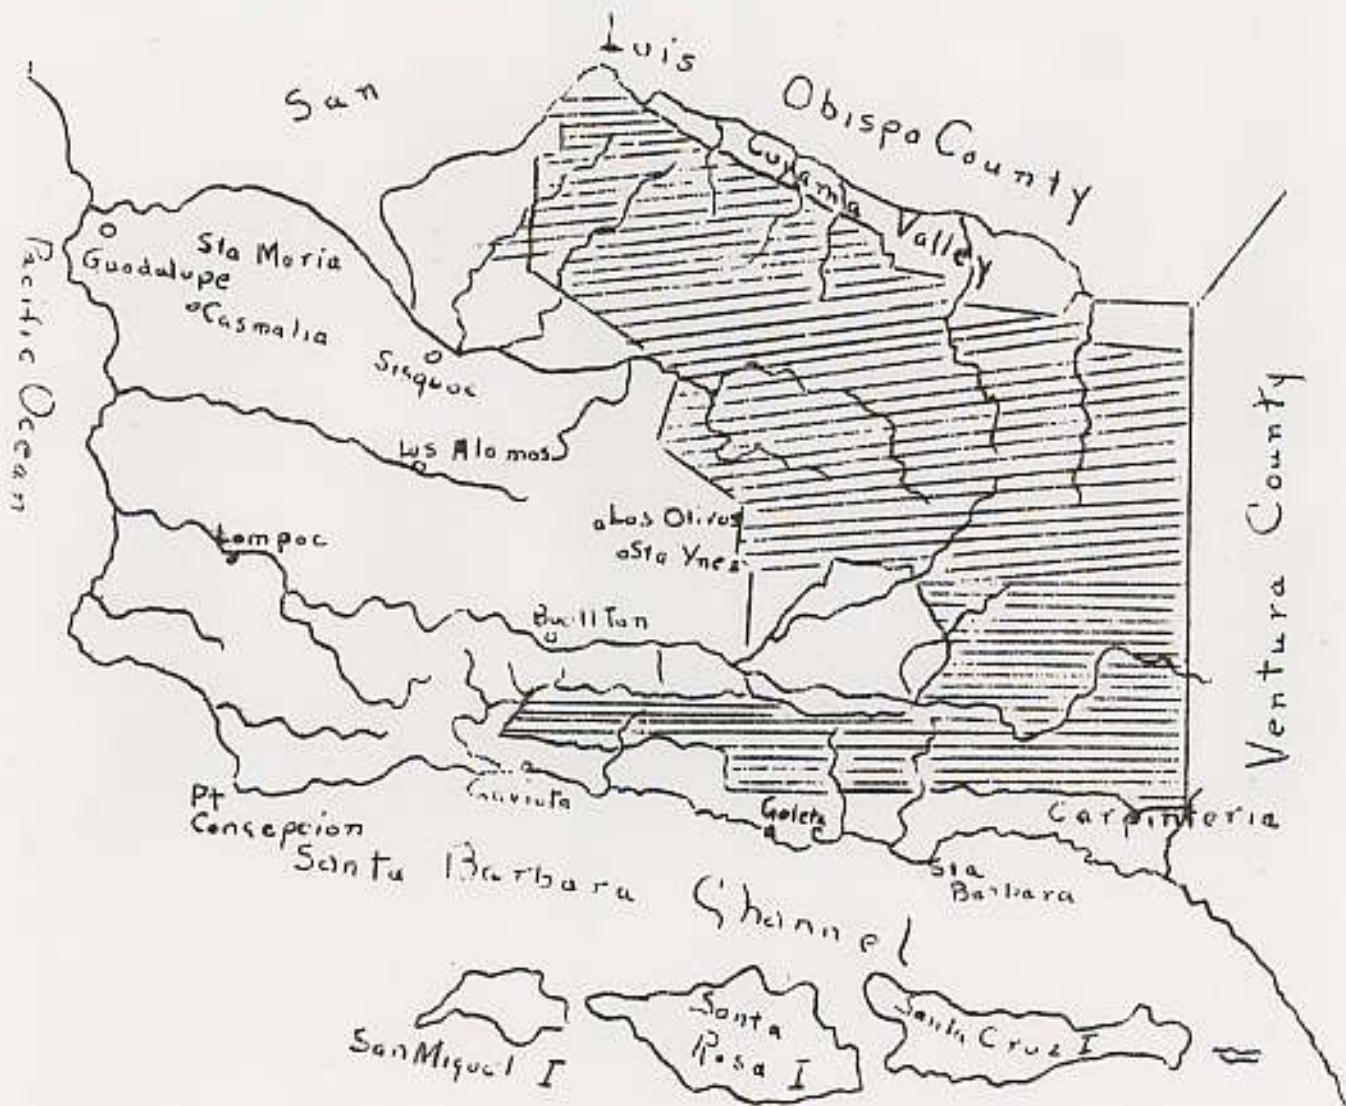 San Luis Obispo County
Cuyama Valley
Pacific Ocean
Sta Maria
Guadalupe
Casmalia
Sisquoc
Los Alamos
Los Olivos
Sta Ynez
Lompoc
Buellton
Ventura County
Gaviota
Pt
Concepcion
Goleta
Carpinteria
Sta
Barbara
Santa Barbara Channel
San Miguel I
Santa
Rosa I
Santa Cruz I